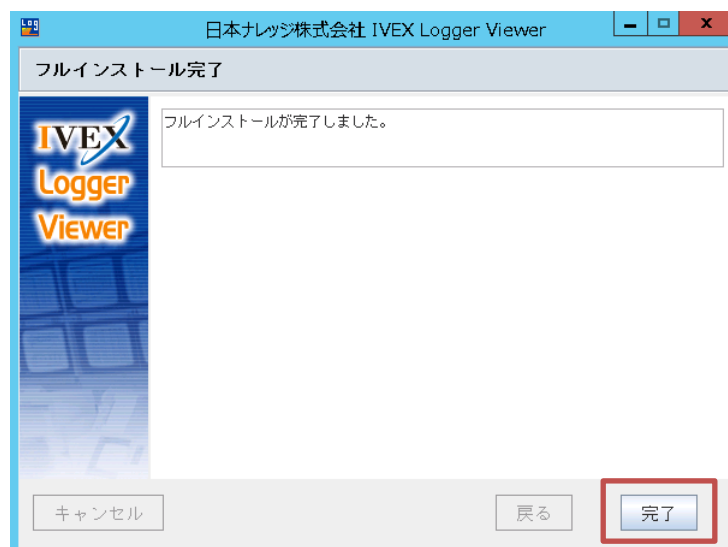 日本ナレッジ株式会社 IVEX Logger Viewer
フルインストール完了
フルインストールが完了しました。
IVEX
Logger
Viewer
キャンセル
戻る
完了